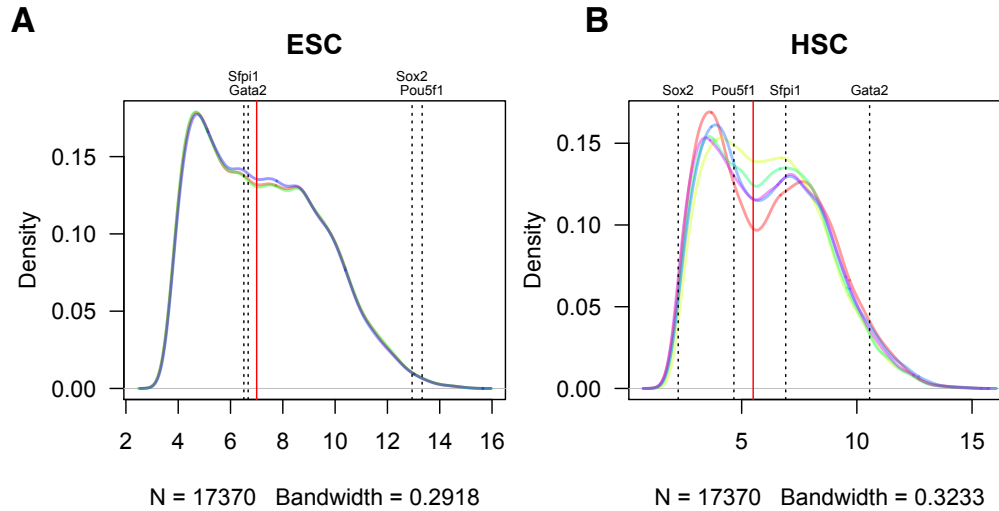 A
ESC
Sfpi1
Gata2
Sox2
Pou5f1
Density
0.15
0.10
0.05
0.00
2 4 6 8 10 12 14 16
N = 17370 Bandwidth = 0.2918
B
HSC
Sox2 Pou5f1 Sfpi1 Gata2
Density
0.15
0.10
0.05
0.00
5 10 15
N = 17370 Bandwidth = 0.3233